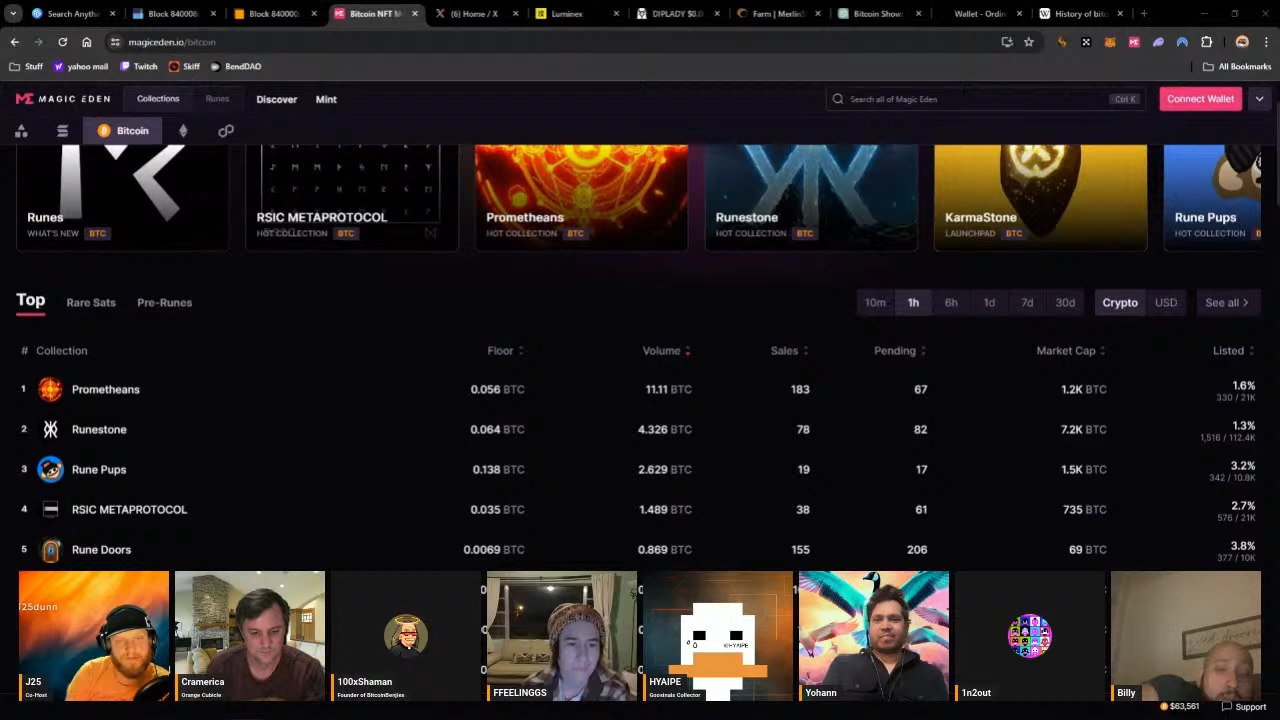 Search Anyth
Block 840008
Block 84000
Bitcoin NFT M
(6) Home / X
Luminex
DIPLADY $0.
Farm | MerlinS
Bitcoin Show:
Wallet - Ordin
History of bitc
magiceden.io/bitcoin
Stuff
yahoo mail
Twitch
Skiff
BendDAO
All Bookmarks
MAGIC EDEN
Collections
Runes
Discover
Mint
Search all of Magic Eden
Ctrl K
Connect Wallet
Bitcoin
Runes
WHAT'S NEW BTC
RSIC METAPROTOCOL
HOT COLLECTION BTC
Prometheans
HOT COLLECTION BTC
Runestone
HOT COLLECTION BTC
KarmaStone
LAUNCHPAD BTC
Rune Pups
HOT COLLECTION
Top Rare Sats Pre-Runes
10m 1h 6h 1d 7d 30d Crypto USD See all
# Collection Floor Volume Sales Pending Market Cap Listed
1 Prometheans 0.056 BTC 11.11 BTC 183 67 1.2K BTC 1.6%
330 / 21K
2 Runestone 0.064 BTC 4.326 BTC 78 82 7.2K BTC 1.3%
1,516 / 112.4K
3 Rune Pups 0.138 BTC 2.629 BTC 19 17 1.5K BTC 3.2%
342 / 10.8K
4 RSIC METAPROTOCOL 0.035 BTC 1.489 BTC 38 61 735 BTC 2.7%
576 / 21K
5 Rune Doors 0.0069 BTC 0.869 BTC 155 206 69 BTC 3.8%
377 / 10K
J25dunn
J25
Co-Host
Cramerica
Orange Cubicle
100xShaman
Founder of BitcoinBenjies
FFEELINGGS
@HYAIPE
HYAIPE
Goosinals Collector
Yohann
1n2out
Billy
$63,561
Support